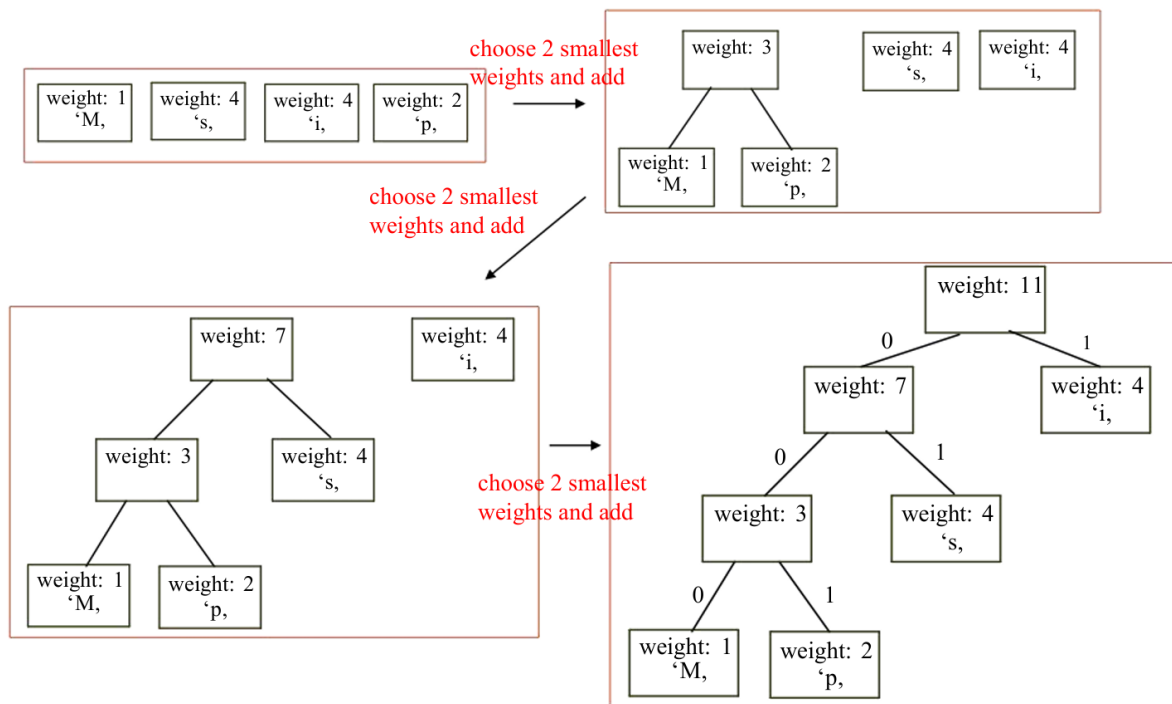 choose 2 smallest
weights and add
weight: 1
‘M,
weight: 4
‘s,
weight: 4
‘i,
weight: 2
‘p,
weight: 3
weight: 4
‘s,
weight: 4
‘i,
weight: 1
‘M,
weight: 2
‘p,
choose 2 smallest
weights and add
weight: 7
weight: 4
‘i,
weight: 3
weight: 4
‘s,
weight: 1
‘M,
weight: 2
‘p,
choose 2 smallest
weights and add
weight: 11
0
1
weight: 7
weight: 4
‘i,
0
1
weight: 3
weight: 4
‘s,
0
1
weight: 1
‘M,
weight: 2
‘p,